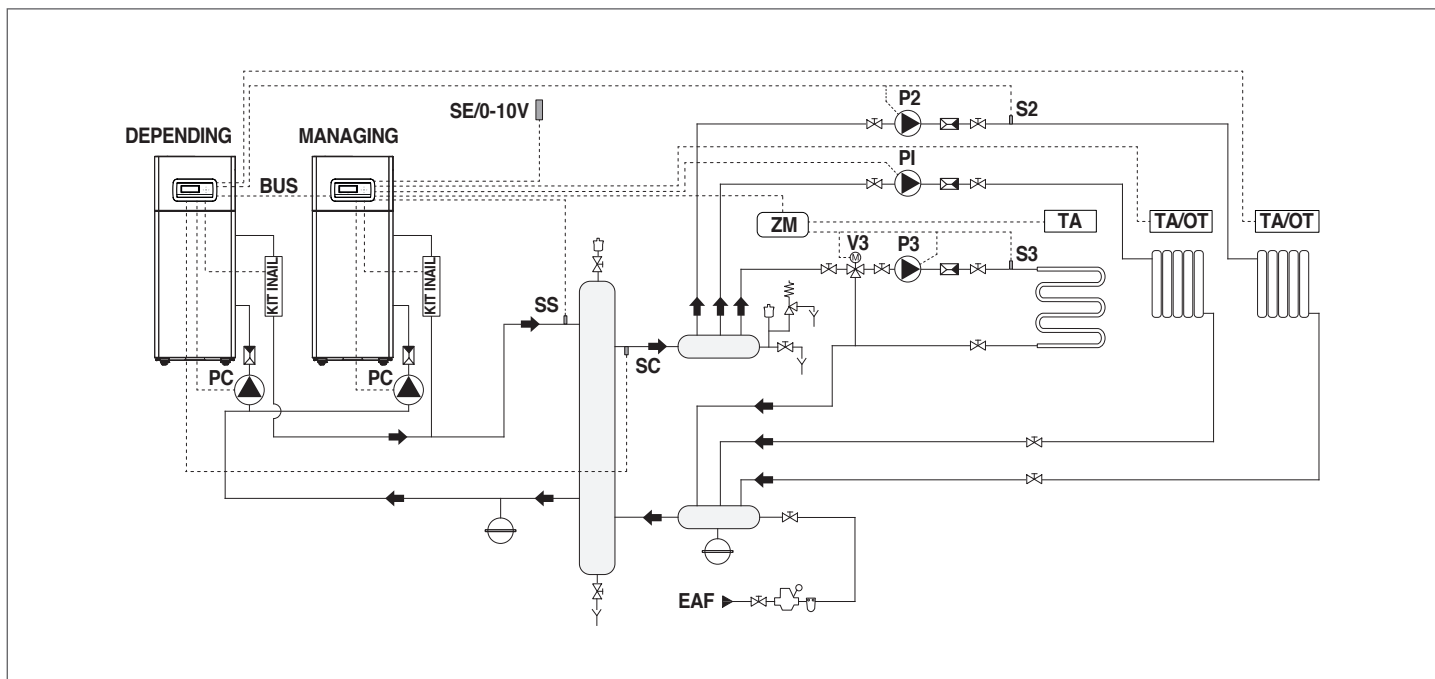 P2
S2
SE/0-10V
DEPENDING
MANAGING
PI
BUS
ZM
TA
TA/OT
TA/OT
V3
P3
S3
KIT INAIL
KIT INAIL
SS
SC
PC
PC
M
EAF